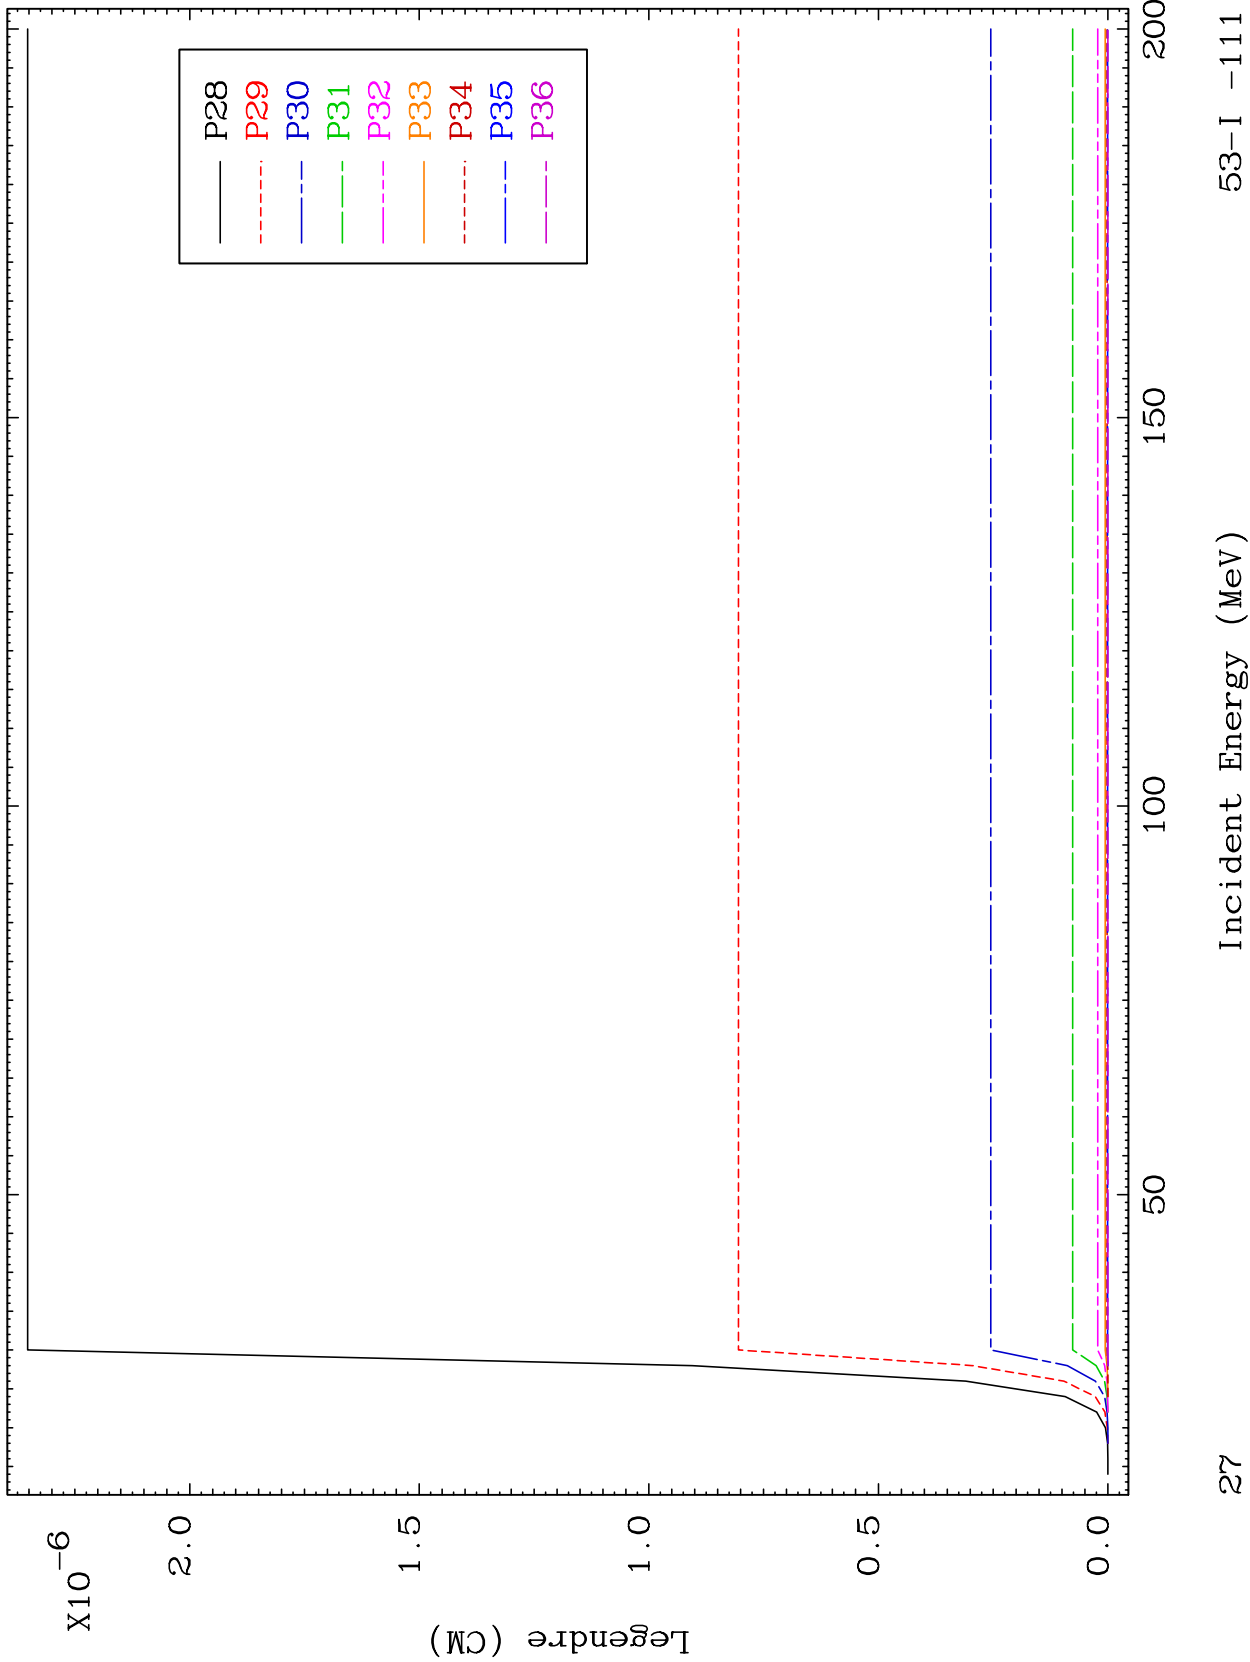 X10-6
2.0
1.5
1.0
0.5
0.0
Legendre (CM)
P28
P29
P30
P31
P32
P33
P34
P35
P36
50
100
150
200
Incident Energy (MeV)
27
53-I -111